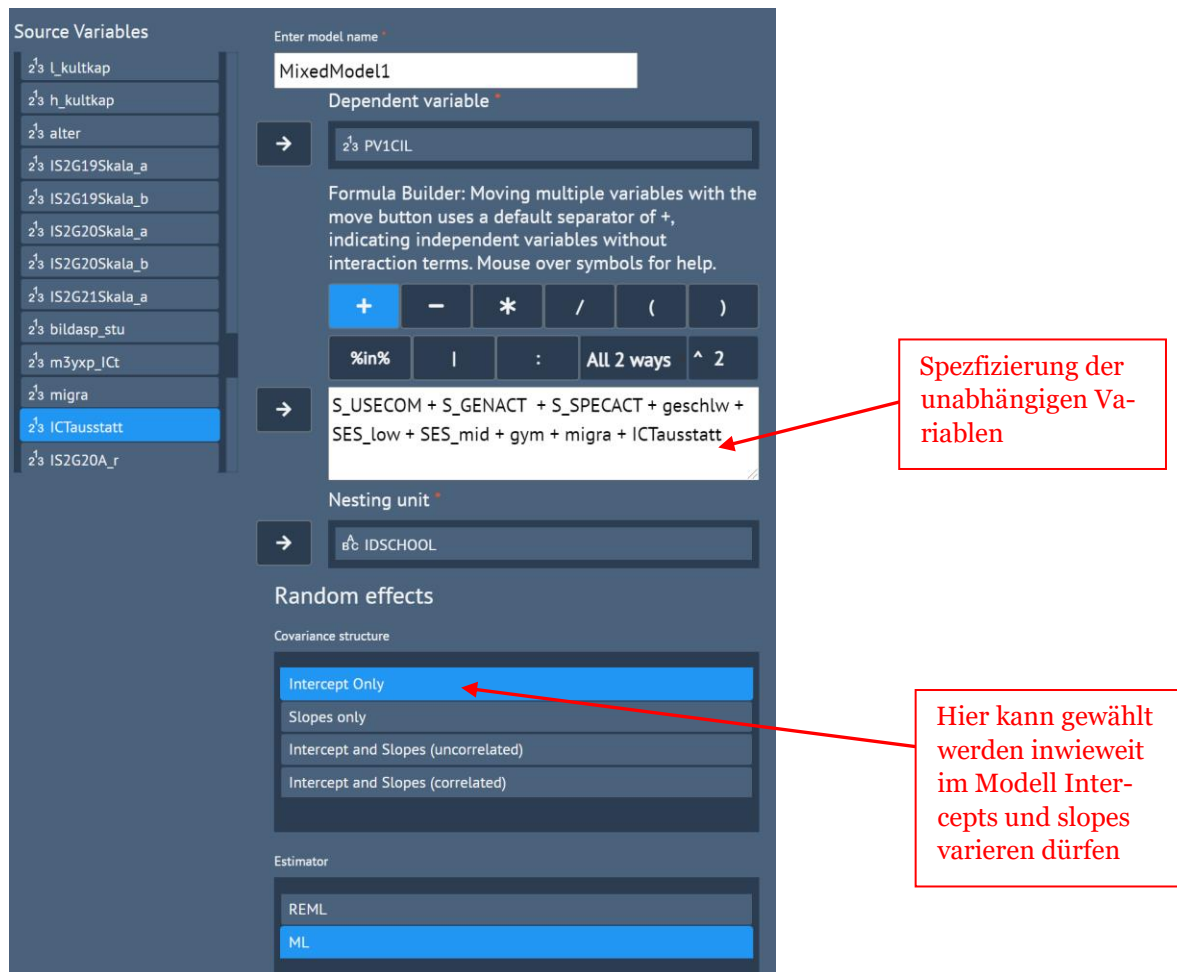 Source Variables
l_kultkap
h_kultkap
alter
IS2G19Skala_a
IS2G19Skala_b
IS2G20Skala_a
IS2G20Skala_b
IS2G21Skala_a
bildasp_stu
m3yxp_ICt
migra
ICTausstatt
IS2G20A_r
Enter model name *
MixedModel1
Dependent variable *
PV1CIL
Formula Builder: Moving multiple variables with the
move button uses a default separator of +,
indicating independent variables without
interaction terms. Mouse over symbols for help.
+ − * / ( )
%in% | : All 2 ways ^ 2
S_USECOM + S_GENACT + S_SPECACT + geschlw +
SES_low + SES_mid + gym + migra + ICTausstatt
Nesting unit *
IDSCHOOL
Random effects
Covariance structure
Intercept Only
Slopes only
Intercept and Slopes (uncorrelated)
Intercept and Slopes (correlated)
Estimator
REML
ML
Spezfizierung der
unabhängigen Va-
riablen
Hier kann gewählt
werden inwieweit
im Modell Inter-
cepts und slopes
varieren dürfen